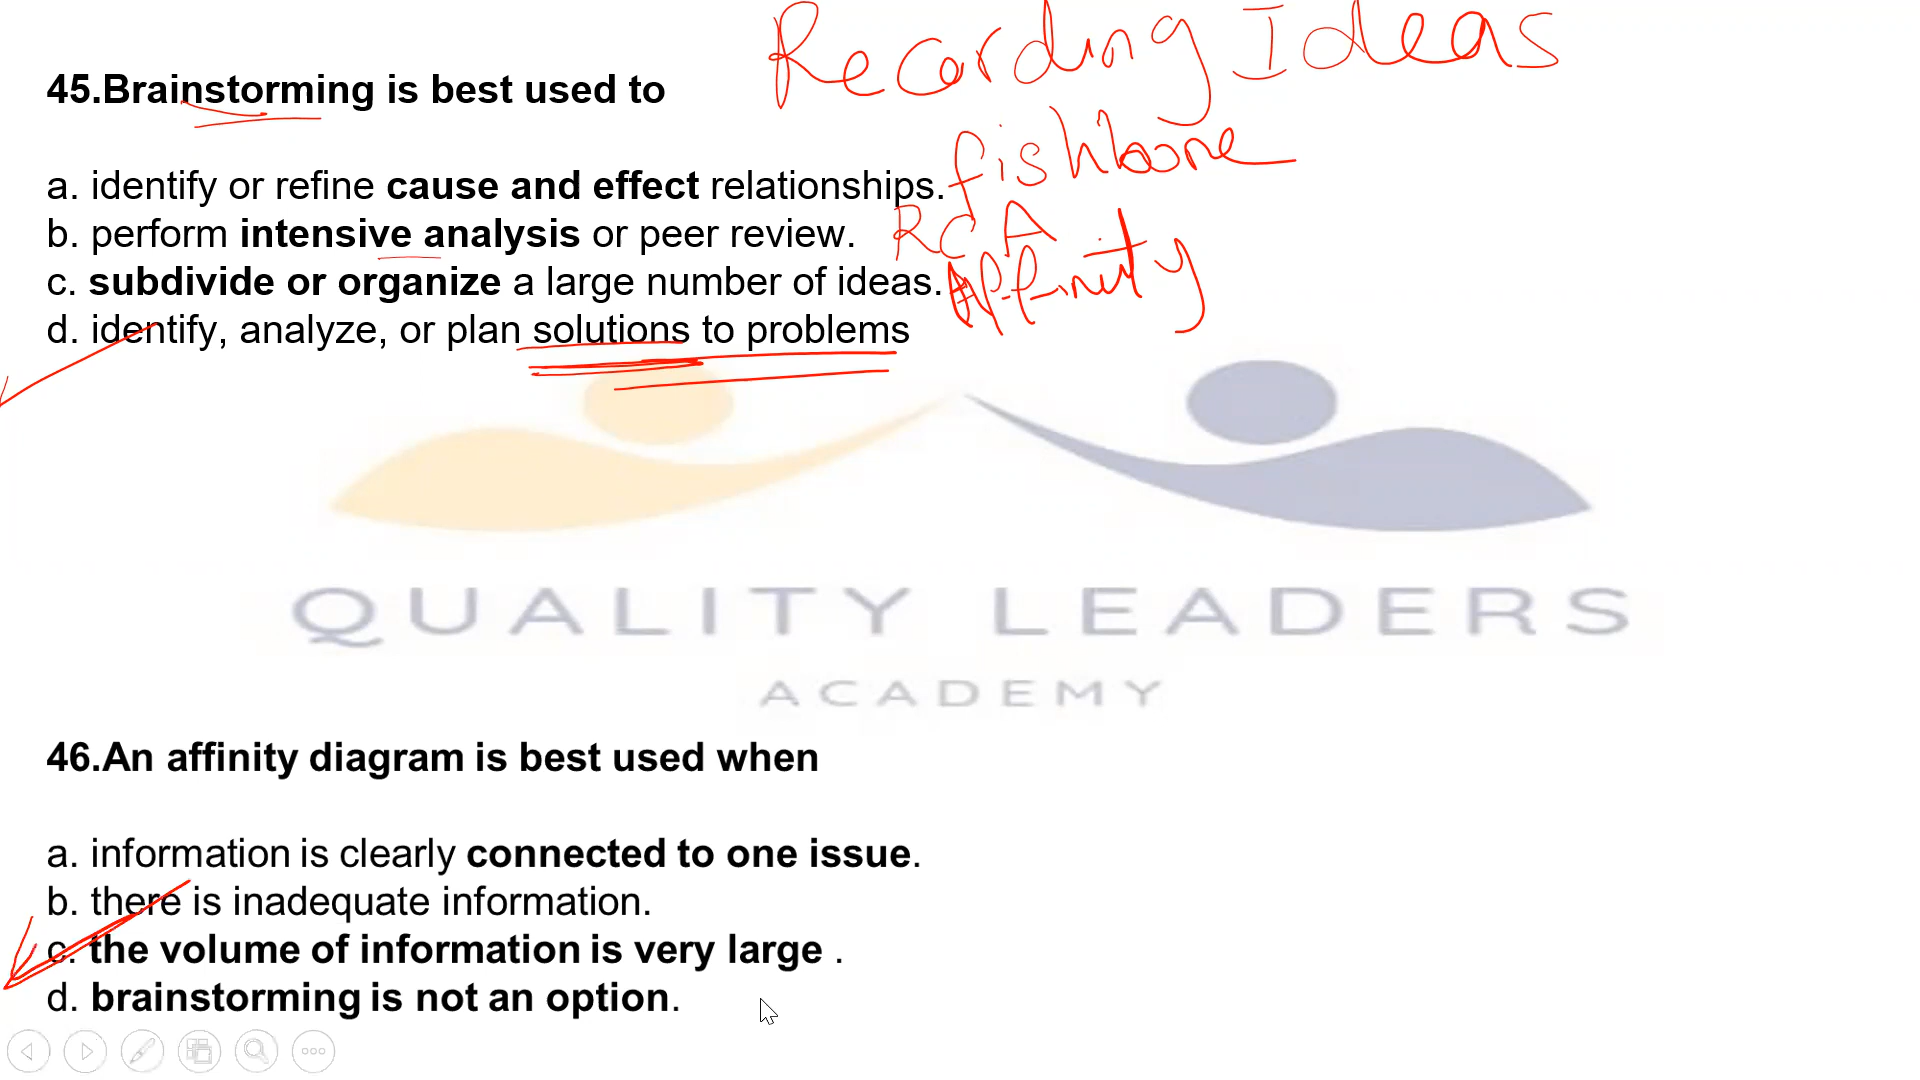 Recording Ideas
45.Brainstorming is best used to
fishbone
a. identify or refine cause and effect relationships.
RCA
b. perform intensive analysis or peer review.
Affinity
c. subdivide or organize a large number of ideas.
d. identify, analyze, or plan solutions to problems
QUALITY LEADERS
ACADEMY
46.An affinity diagram is best used when
a. information is clearly connected to one issue.
b. there is inadequate information.
c. the volume of information is very large .
d. brainstorming is not an option.